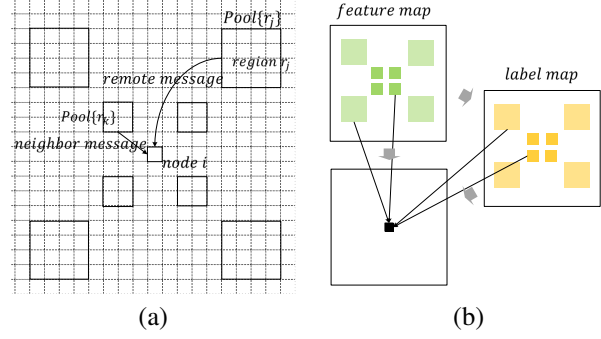 Pool{r_j}
region r_j
remote message
Pool{r_k}
neighbor message
node i
(a)
feature map
label map
(b)